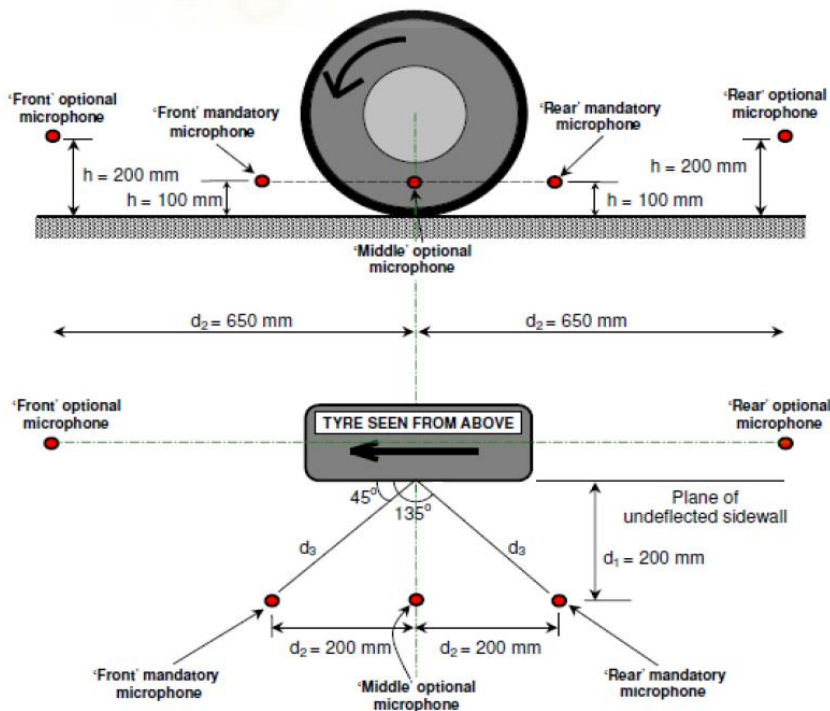 ‘Front’ optional
microphone
‘Front’ mandatory
microphone
‘Rear’ mandatory
microphone
‘Rear’ optional
microphone
h = 200 mm
h = 100 mm
h = 200 mm
h = 100 mm
‘Middle’ optional
microphone
d₂ = 650 mm
d₂ = 650 mm
‘Front’ optional
microphone
TYRE SEEN FROM ABOVE
‘Rear’ optional
microphone
45°
135°
Plane of
undeflected sidewall
d₃
d₃
d₁ = 200 mm
d₂ = 200 mm
d₂ = 200 mm
‘Front’ mandatory
microphone
‘Middle’ optional
microphone
‘Rear’ mandatory
microphone